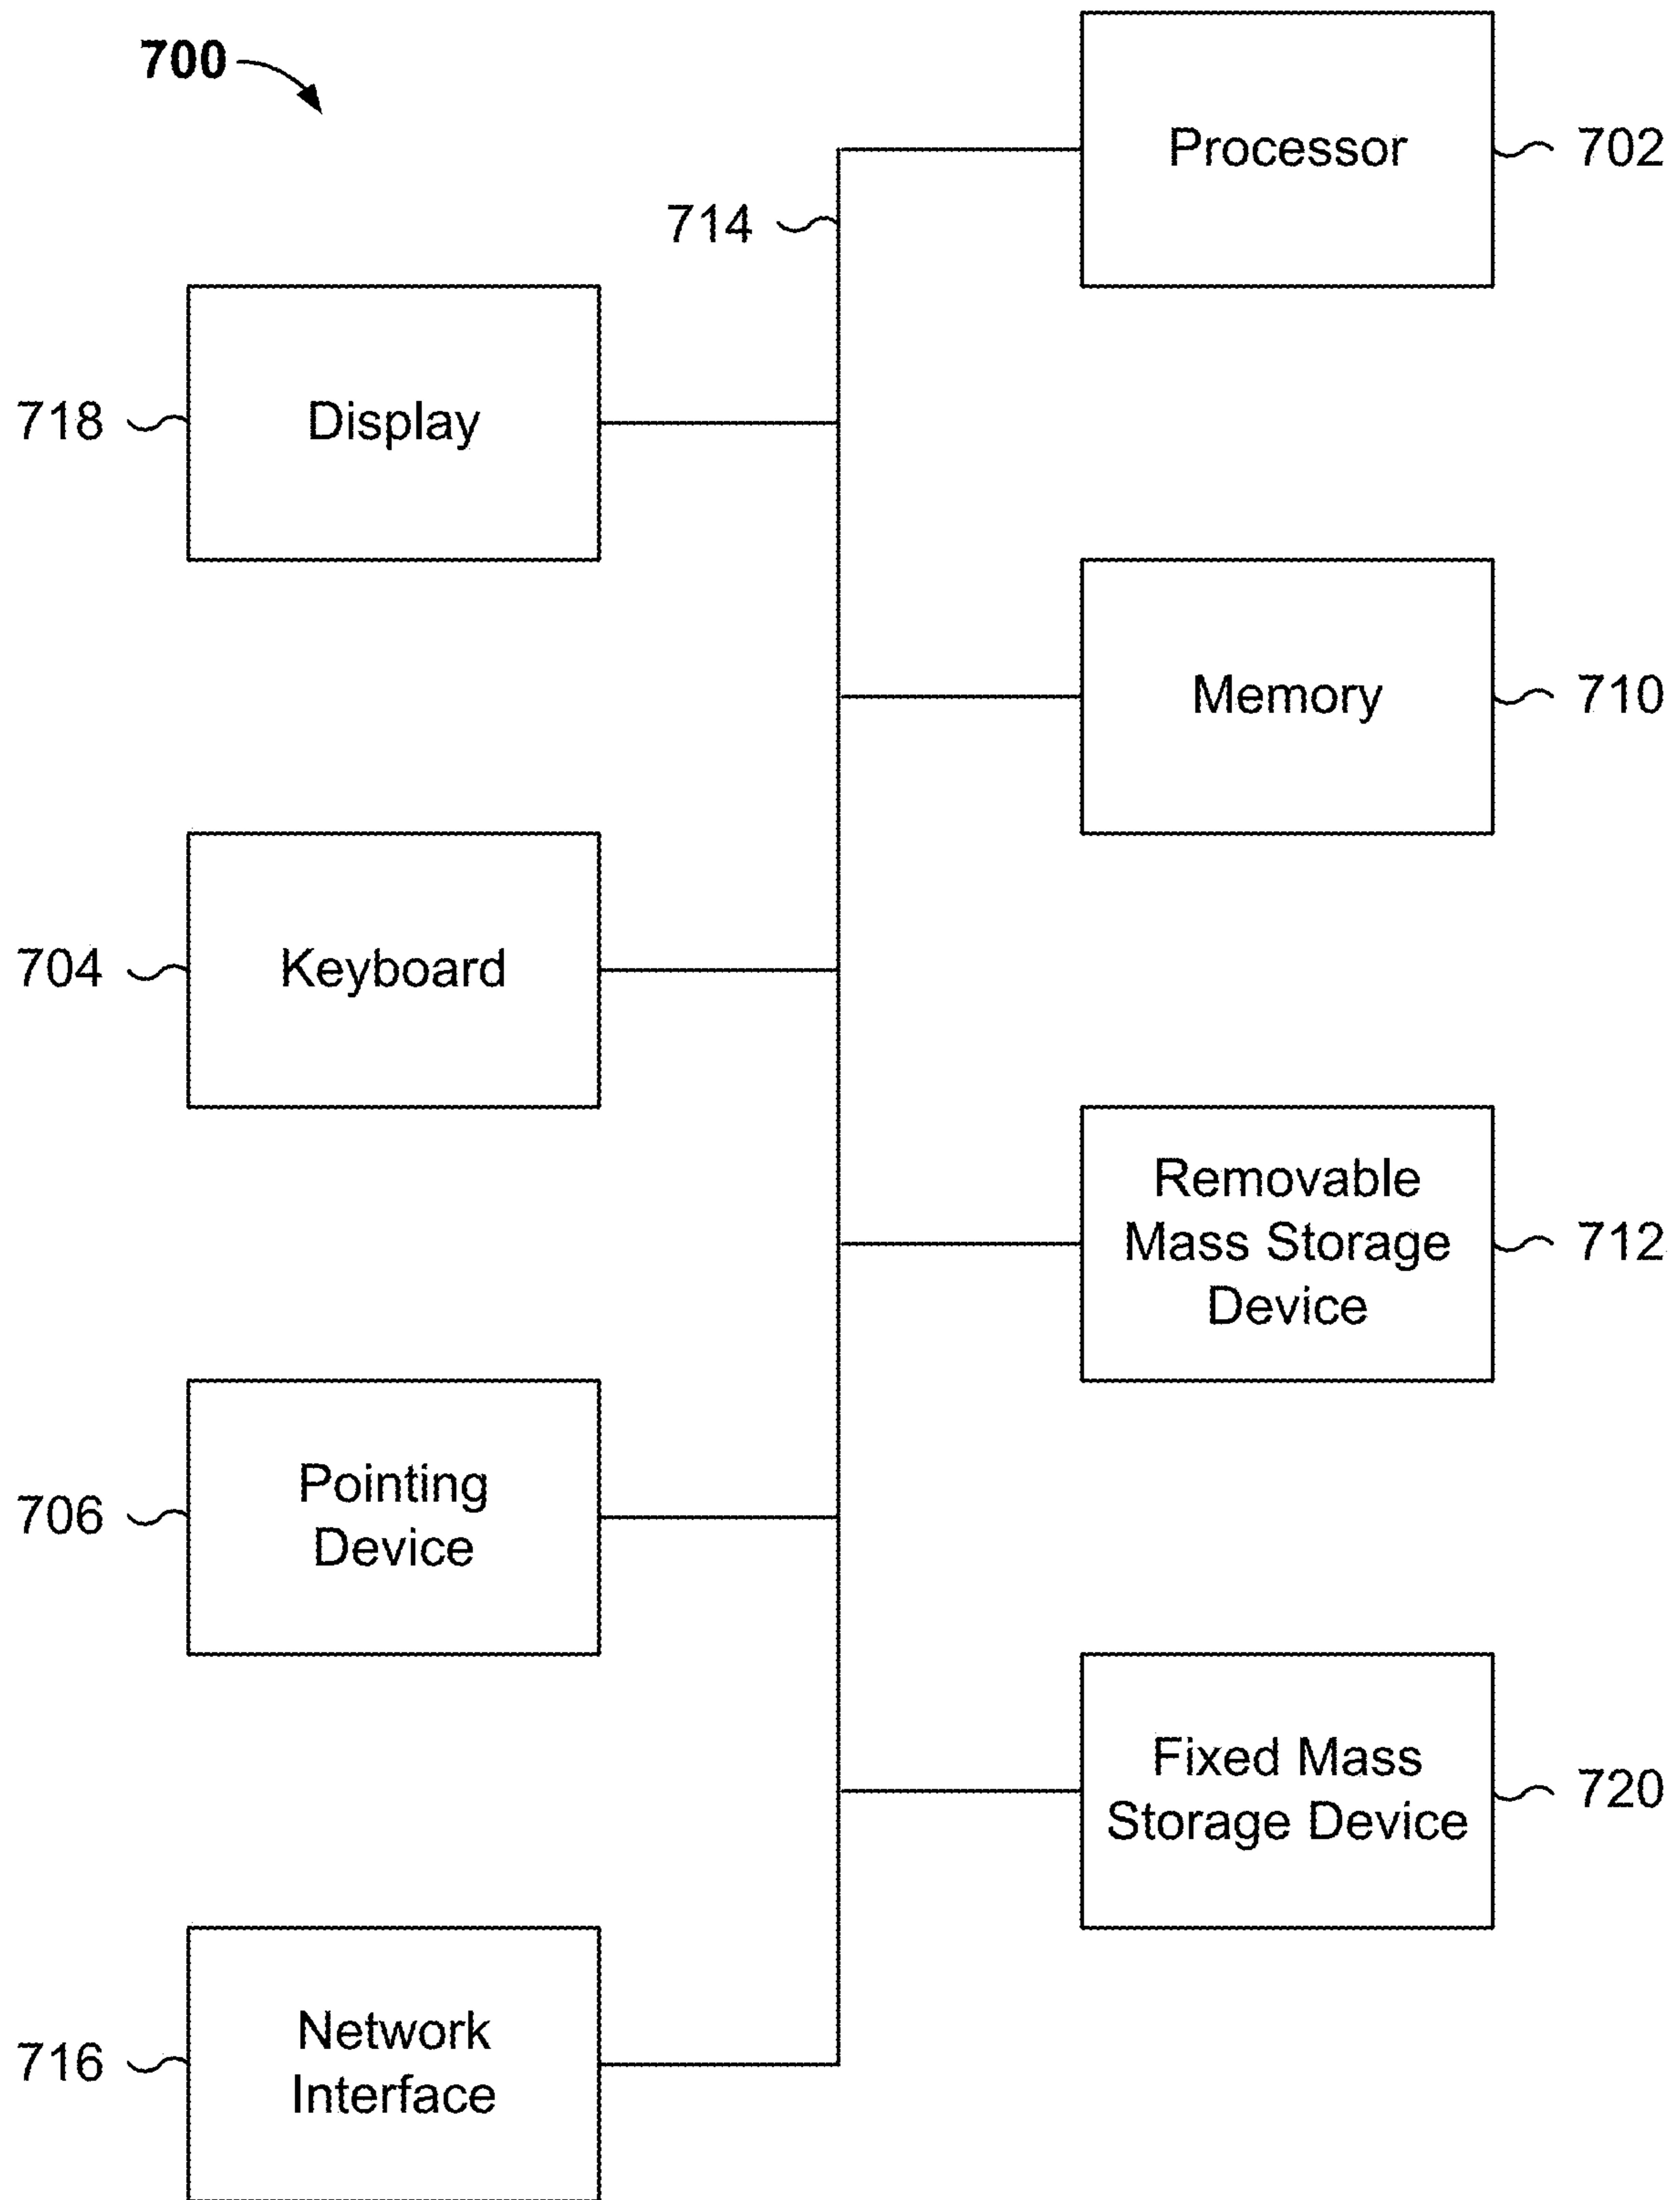 700
Processor
702
714
718
Display
Memory
710
704
Keyboard
Removable
Mass Storage
Device
712
706
Pointing
Device
Fixed Mass
Storage Device
720
716
Network
Interface